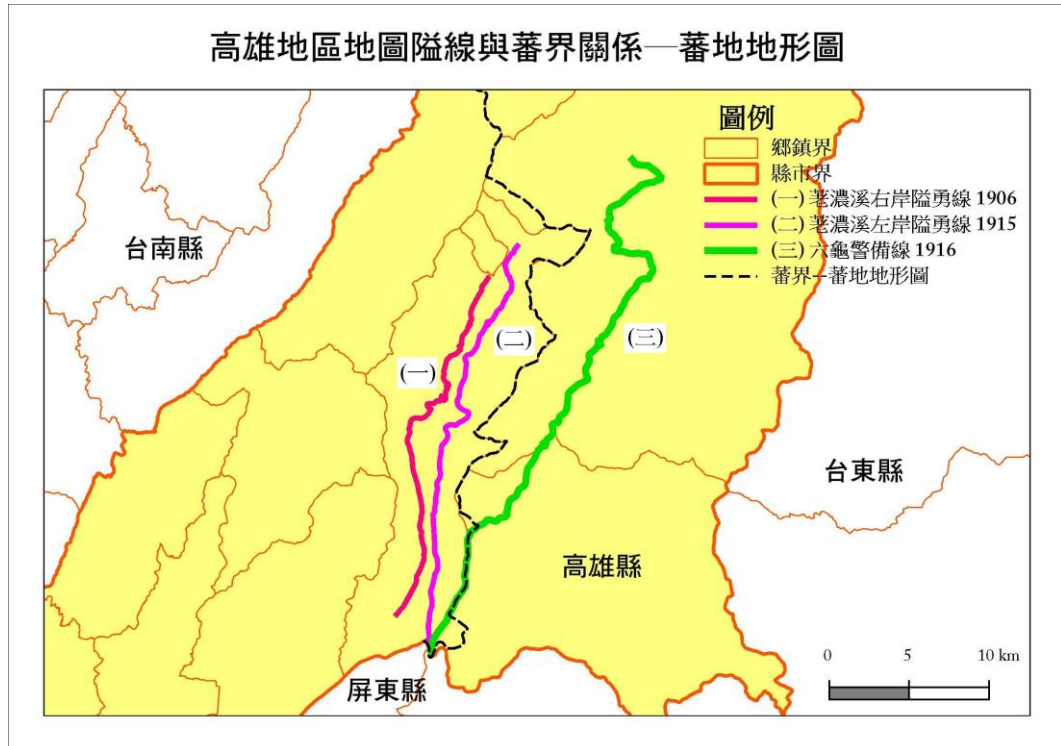 高雄地區地圖隘線與蕃界關係—蕃地地形圖
圖例
鄉鎮界
縣市界
(一) 荖濃溪右岸隘勇線 1906
(二) 荖濃溪左岸隘勇線 1915
(三) 六龜警備線 1916
蕃界—蕃地地形圖
台南縣
(一)
(二)
(三)
台東縣
高雄縣
屏東縣
0 5 10 km